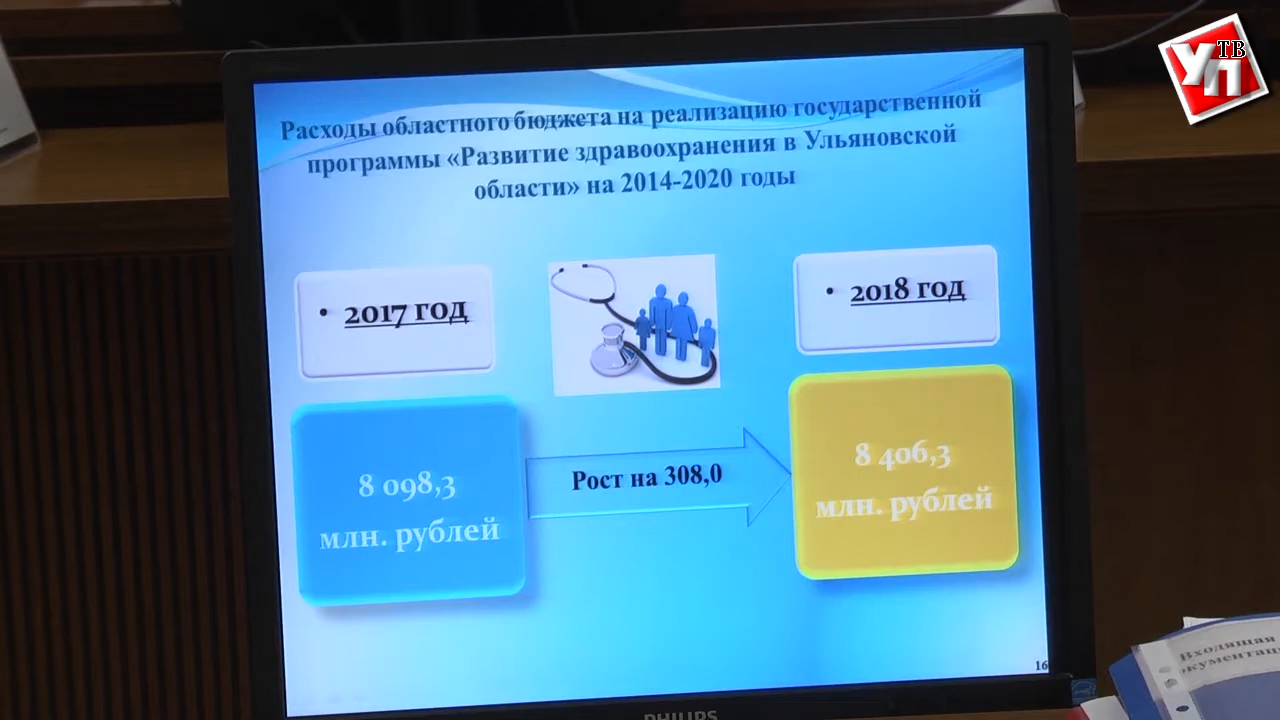 УП ТВ
Расходы областного бюджета на реализацию государственной
программы «Развитие здравоохранения в Ульяновской
области» на 2014-2020 годы
• 2017 год
• 2018 год
8 098,3
млн. рублей
Рост на 308,0
8 406,3
млн. рублей
16
Входящая
PHILIPS